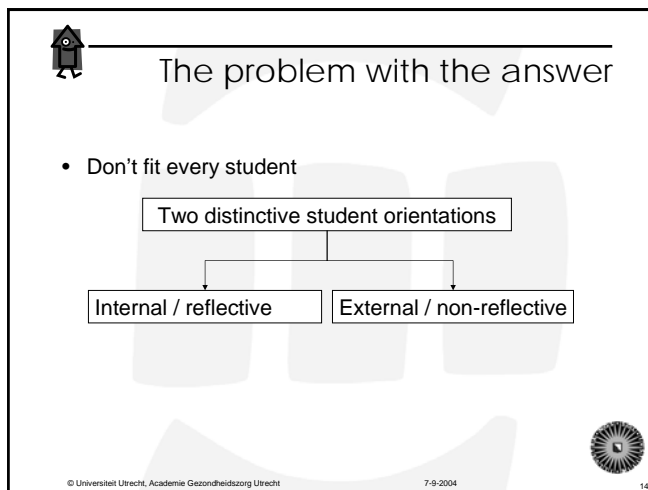 The problem with the answer
• Don't fit every student
Two distinctive student orientations
Internal / reflective
External / non-reflective
© Universiteit Utrecht, Academie Gezondheidszorg Utrecht
7-9-2004
14